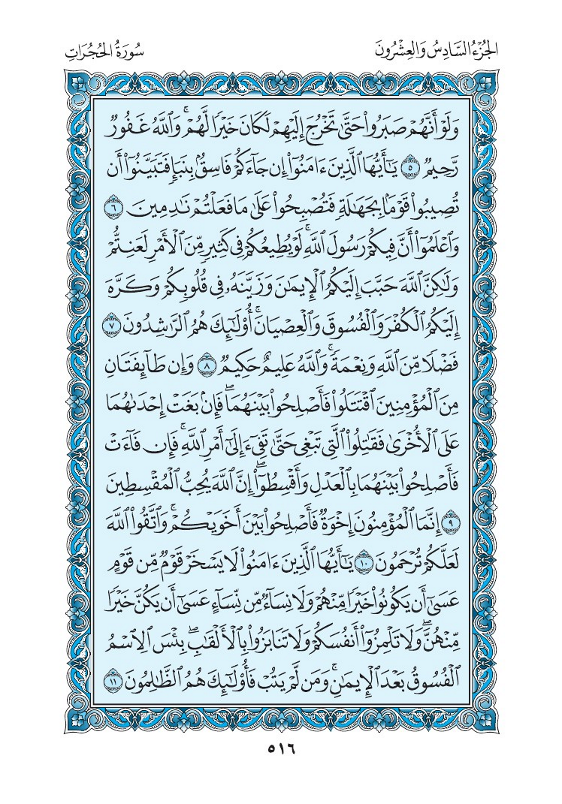 الجُزْءُ السَّادِسُ وَالعِشْرُونَ
سُورَةُ الحُجُرَاتِ
وَلَوْ أَنَّهُمْ صَبَرُوا۟ حَتَّىٰ تَخْرُجَ إِلَيْهِمْ لَكَانَ خَيْرًا لَّهُمْ ۚ وَٱللَّهُ غَفُورٌ
رَّحِيمٌ ٥ يَـٰٓأَيُّهَا ٱلَّذِينَ ءَامَنُوٓا۟ إِن جَآءَكُمْ فَاسِقٌۢ بِنَبَإٍ فَتَبَيَّنُوٓا۟ أَن
تُصِيبُوا۟ قَوْمًۢا بِجَهَـٰلَةٍ فَتُصْبِحُوا۟ عَلَىٰ مَا فَعَلْتُمْ نَـٰدِمِينَ ٦
وَٱعْلَمُوٓا۟ أَنَّ فِيكُمْ رَسُولَ ٱللَّهِ ۚ لَوْ يُطِيعُكُمْ فِى كَثِيرٍ مِّنَ ٱلْأَمْرِ لَعَنِتُّمْ
وَلَـٰكِنَّ ٱللَّهَ حَبَّبَ إِلَيْكُمُ ٱلْإِيمَـٰنَ وَزَيَّنَهُۥ فِى قُلُوبِكُمْ وَكَرَّهَ
إِلَيْكُمُ ٱلْكُفْرَ وَٱلْفُسُوقَ وَٱلْعِصْيَانَ ۚ أُو۟لَـٰٓئِكَ هُمُ ٱلرَّٰشِدُونَ ٧
فَضْلًا مِّنَ ٱللَّهِ وَنِعْمَةً ۚ وَٱللَّهُ عَلِيمٌ حَكِيمٌ ٨ وَإِن طَآئِفَتَانِ
مِنَ ٱلْمُؤْمِنِينَ ٱقْتَتَلُوا۟ فَأَصْلِحُوا۟ بَيْنَهُمَا ۖ فَإِنۢ بَغَتْ إِحْدَىٰهُمَا
عَلَى ٱلْأُخْرَىٰ فَقَـٰتِلُوا۟ ٱلَّتِى تَبْغِى حَتَّىٰ تَفِىٓءَ إِلَىٰٓ أَمْرِ ٱللَّهِ ۚ فَإِن فَآءَتْ
فَأَصْلِحُوا۟ بَيْنَهُمَا بِٱلْعَدْلِ وَأَقْسِطُوٓا۟ ۖ إِنَّ ٱللَّهَ يُحِبُّ ٱلْمُقْسِطِينَ
٩ إِنَّمَا ٱلْمُؤْمِنُونَ إِخْوَةٌ فَأَصْلِحُوا۟ بَيْنَ أَخَوَيْكُمْ ۚ وَٱتَّقُوا۟ ٱللَّهَ
لَعَلَّكُمْ تُرْحَمُونَ ١٠ يَـٰٓأَيُّهَا ٱلَّذِينَ ءَامَنُوا۟ لَا يَسْخَرْ قَوْمٌ مِّن قَوْمٍ
عَسَىٰٓ أَن يَكُونُوا۟ خَيْرًا مِّنْهُمْ وَلَا نِسَآءٌ مِّن نِّسَآءٍ عَسَىٰٓ أَن يَكُنَّ خَيْرًا
مِّنْهُنَّ ۖ وَلَا تَلْمِزُوٓا۟ أَنفُسَكُمْ وَلَا تَنَابَزُوا۟ بِٱلْأَلْقَـٰبِ ۖ بِئْسَ ٱلِٱسْمُ
ٱلْفُسُوقُ بَعْدَ ٱلْإِيمَـٰنِ ۚ وَمَن لَّمْ يَتُبْ فَأُو۟لَـٰٓئِكَ هُمُ ٱلظَّـٰلِمُونَ ١١
٥١٦